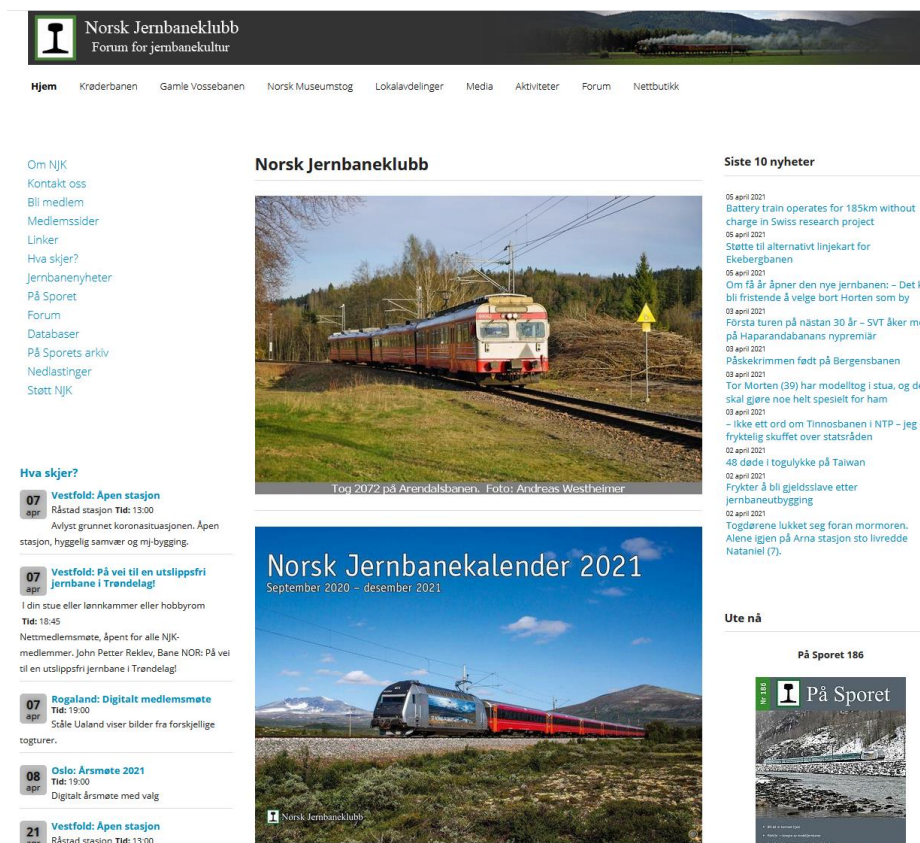 Norsk Jernbaneklubb
Forum for jernbanekultur
Hjem Krøderbanen Gamle Vossebanen Norsk Museumstog Lokalavdelinger Media Aktiviteter Forum Nettbutikk
Om NJK
Kontakt oss
Bli medlem
Medlemssider
Linker
Hva skjer?
Jernbanenyheter
På Sporet
Forum
Databaser
På Sporets arkiv
Nedlastinger
Støtt NJK
Hva skjer?
07 apr
Vestfold: Åpen stasjon
Råstad stasjon Tid: 13:00
Avlyst grunnet koronasituasjonen. Åpen
stasjon, hyggelig samvær og mj-bygging.
07 apr
Vestfold: På vei til en utslippsfri
jernbane i Trøndelag!
I din stue eller lønnkammer eller hobbyrom
Tid: 18:45
Nettmedlemsmøte, åpent for alle NJK-
medlemmer. John Petter Reklev, Bane NOR: På vei
til en utslippsfri jernbane i Trøndelag!
07 apr
Rogaland: Digitalt medlemsmøte
Tid: 19:00
Ståle Ualand viser bilder fra forskjellige
togturer.
08 apr
Oslo: Årsmøte 2021
Tid: 19:00
Digitalt årsmøte med valg
21
Vestfold: Åpen stasjon
Råstad stasjon Tid: 13:00
Norsk Jernbaneklubb
Tog 2072 på Arendalsbanen. Foto: Andreas Westheimer
Norsk Jernbanekalender 2021
September 2020 – desember 2021
Norsk Jernbaneklubb
Siste 10 nyheter
05 april 2021
Battery train operates for 185km without
charge in Swiss research project
05 april 2021
Støtte til alternativt linjekart for
Ekebergbanen
05 april 2021
Om få år åpner den nye jernbanen: – Det
bli fristende å velge bort Horten som by
03 april 2021
Första turen på nästan 30 år – SVT åker
på Haparandabanans nypremiär
03 april 2021
Påskekrimmen født på Bergensbanen
03 april 2021
Tor Morten (39) har modelltog i stua, og
skal gjøre noe helt spesielt for ham
03 april 2021
– Ikke ett ord om Tinnosbanen i NTP – jeg
fryktelig skuffet over statsråden
02 april 2021
48 døde i togulykke på Taiwan
02 april 2021
Frykter å bli gjeldsslave etter
jernbaneutbygging
02 april 2021
Togdørene lukket seg foran mormoren.
Alene igjen på Arna stasjon sto livredde
Nataniel (7).
Ute nå
På Sporet 186
Nr 186
På Sporet